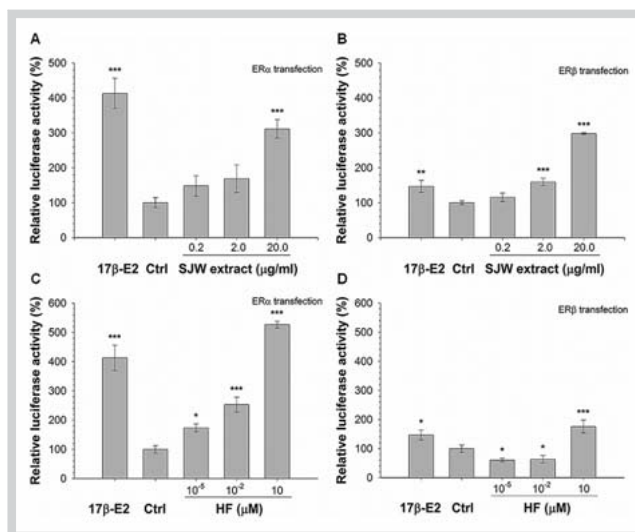 A
B
Relative luciferase activity (%)
500
400
300
200
100
0
***
ERα transfection
***
0.2 2.0 20.0
17β-E2 Ctrl SJW extract (μg/ml)
Relative luciferase activity (%)
500
400
300
200
100
0
ERβ transfection
**
***
***
0.2 2.0 20.0
17β-E2 Ctrl SJW extract (μg/ml)
C
D
Relative luciferase activity (%)
600
500
400
300
200
100
0
ERα transfection
***
*
***
***
10⁻⁵ 10⁻² 10
17β-E2 Ctrl HF (μM)
Relative luciferase activity (%)
600
500
400
300
200
100
0
ERβ transfection
*
*
*
***
10⁻⁵ 10⁻² 10
17β-E2 Ctrl HF (μM)